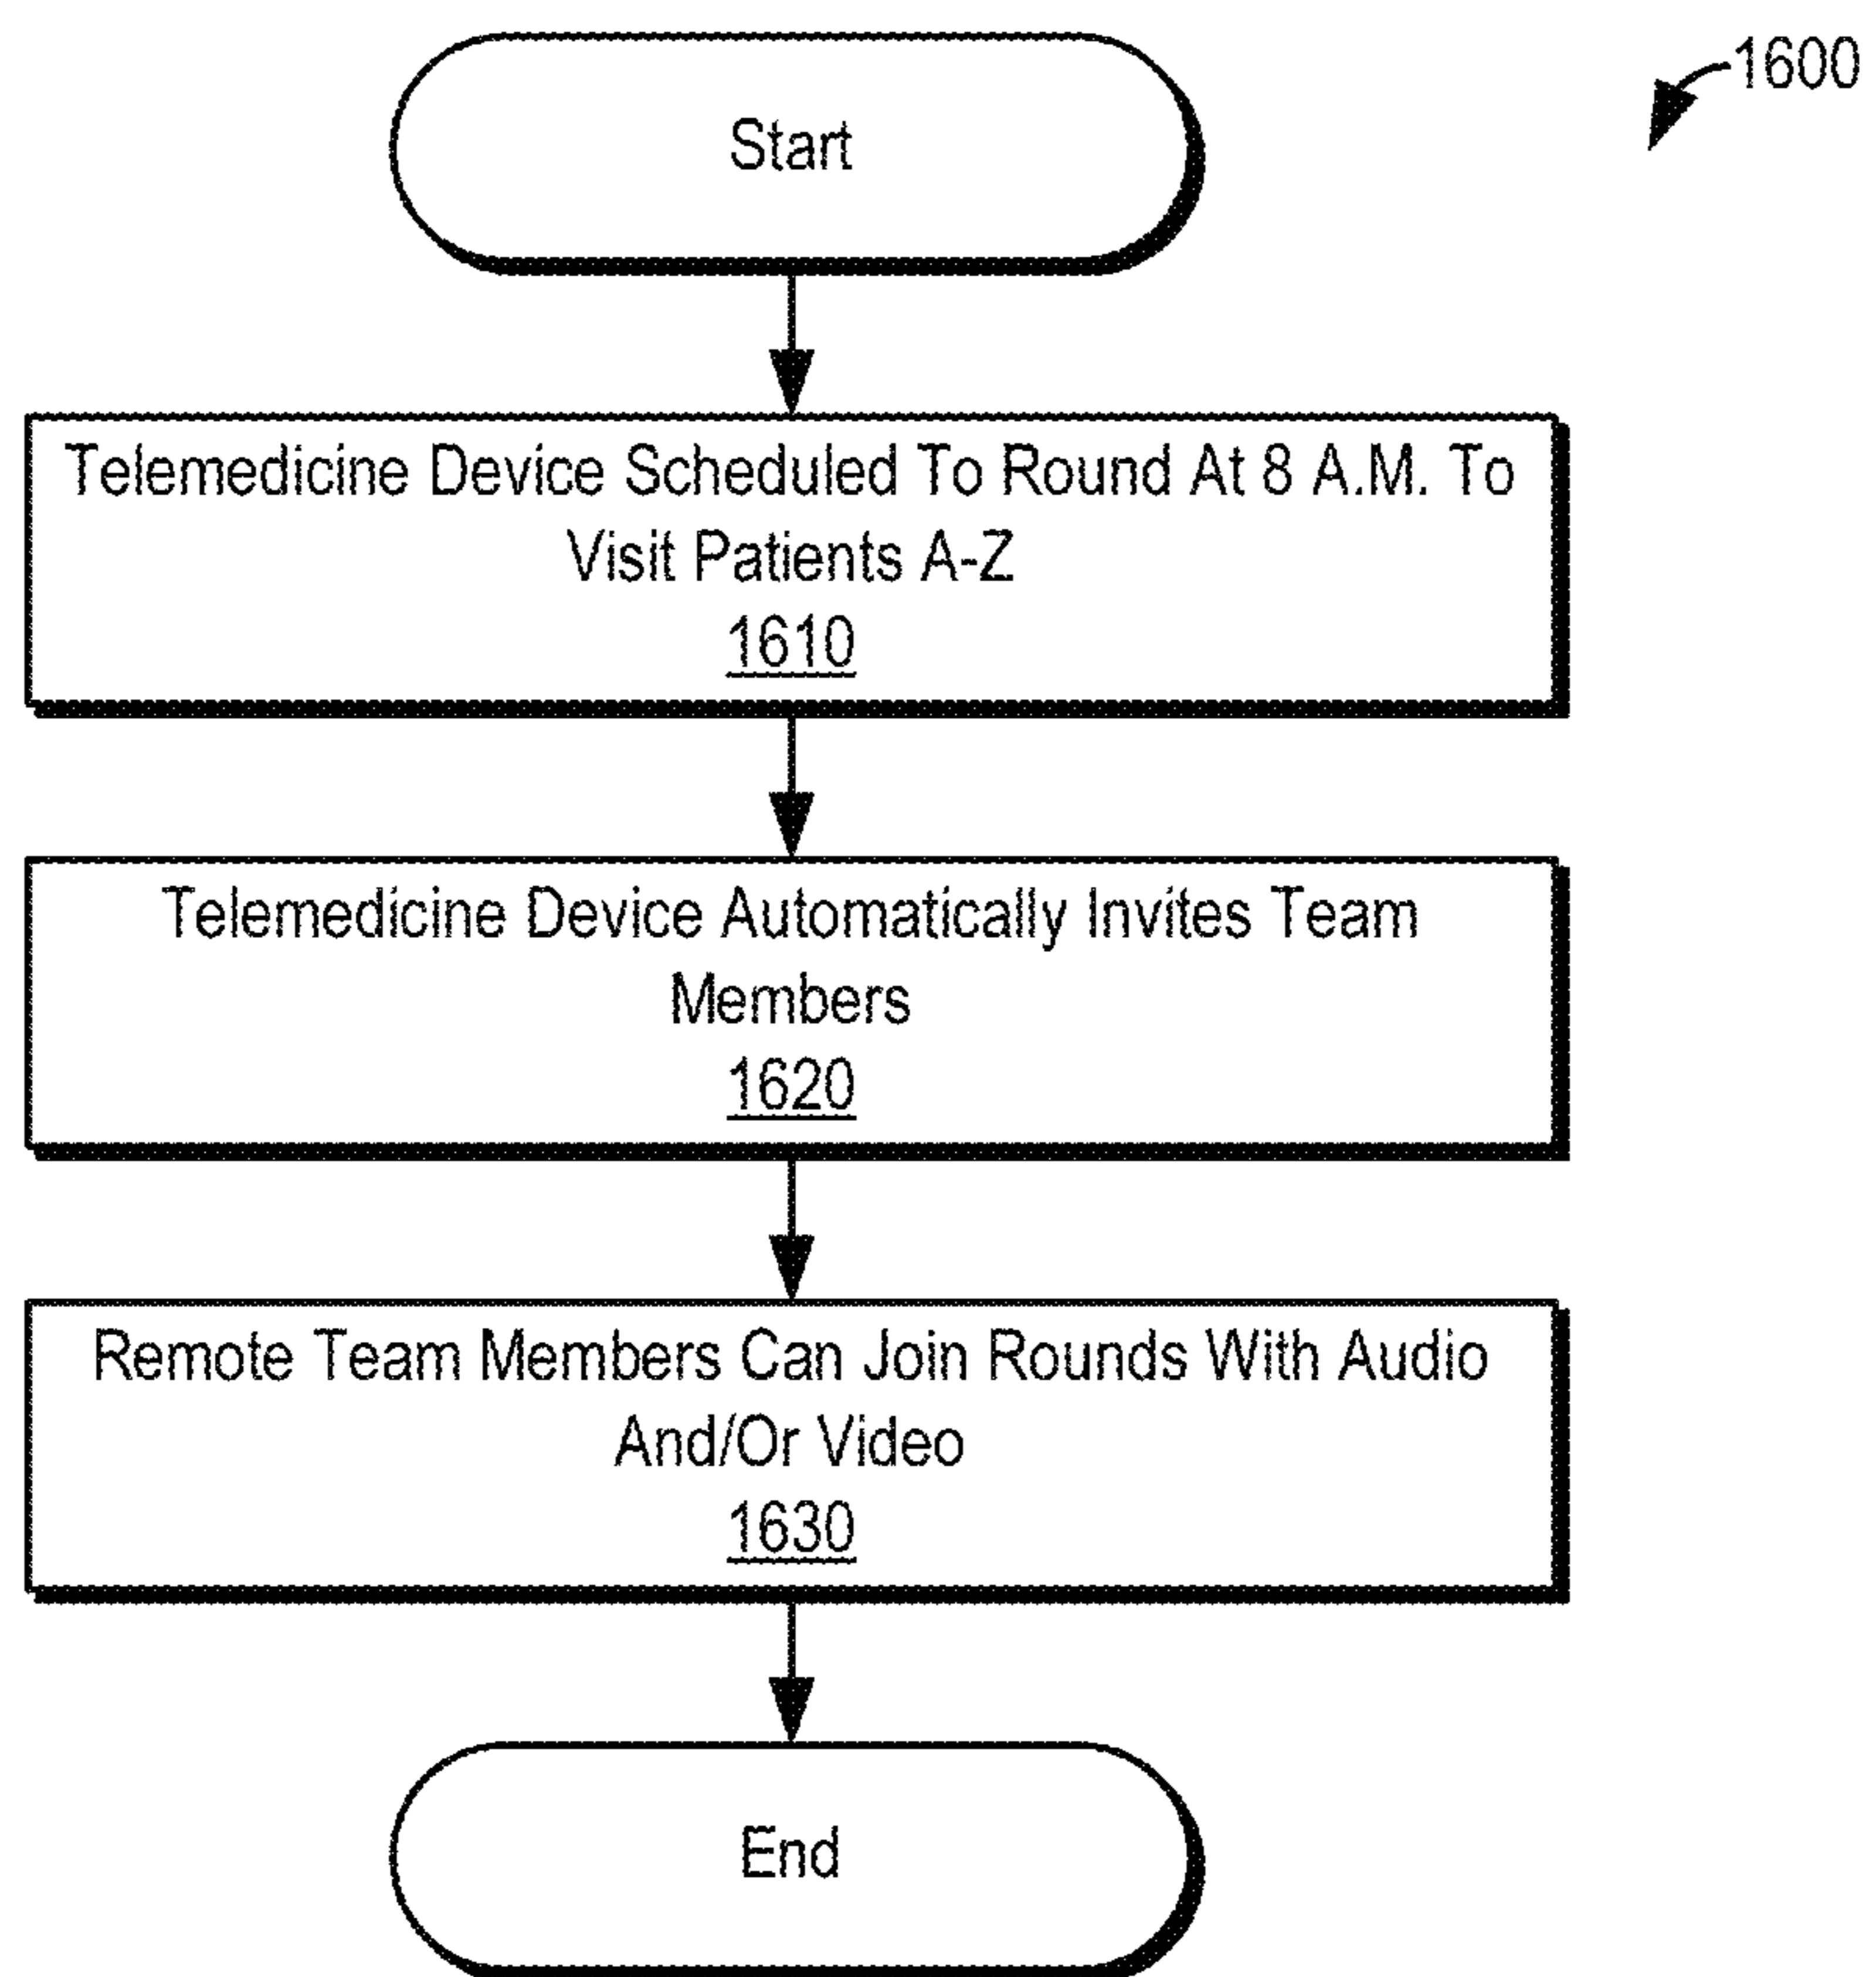 1600
Start
Telemedicine Device Scheduled To Round At 8 A.M. To
Visit Patients A-Z
1610
Telemedicine Device Automatically Invites Team
Members
1620
Remote Team Members Can Join Rounds With Audio
And/Or Video
1630
End